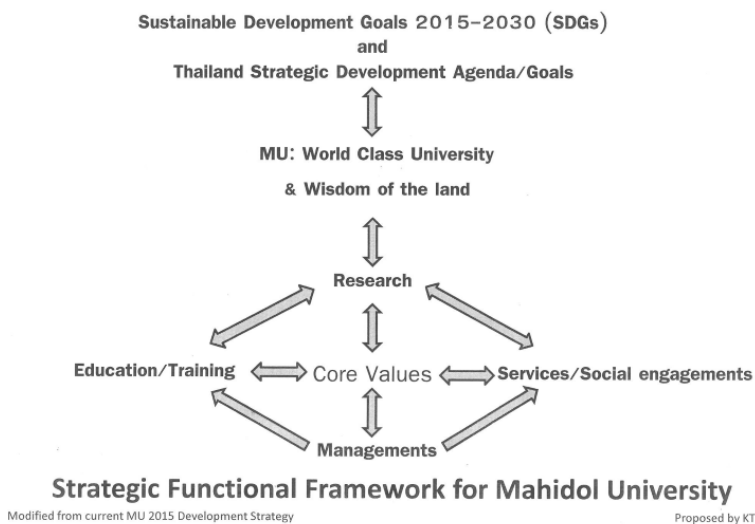 Sustainable Development Goals 2015-2030 (SDGs)
and
Thailand Strategic Development Agenda/Goals
MU: World Class University
& Wisdom of the land
Research
Education/Training
Core Values
Services/Social engagements
Managements
Strategic Functional Framework for Mahidol University
Modified from current MU 2015 Development Strategy
Proposed by KT